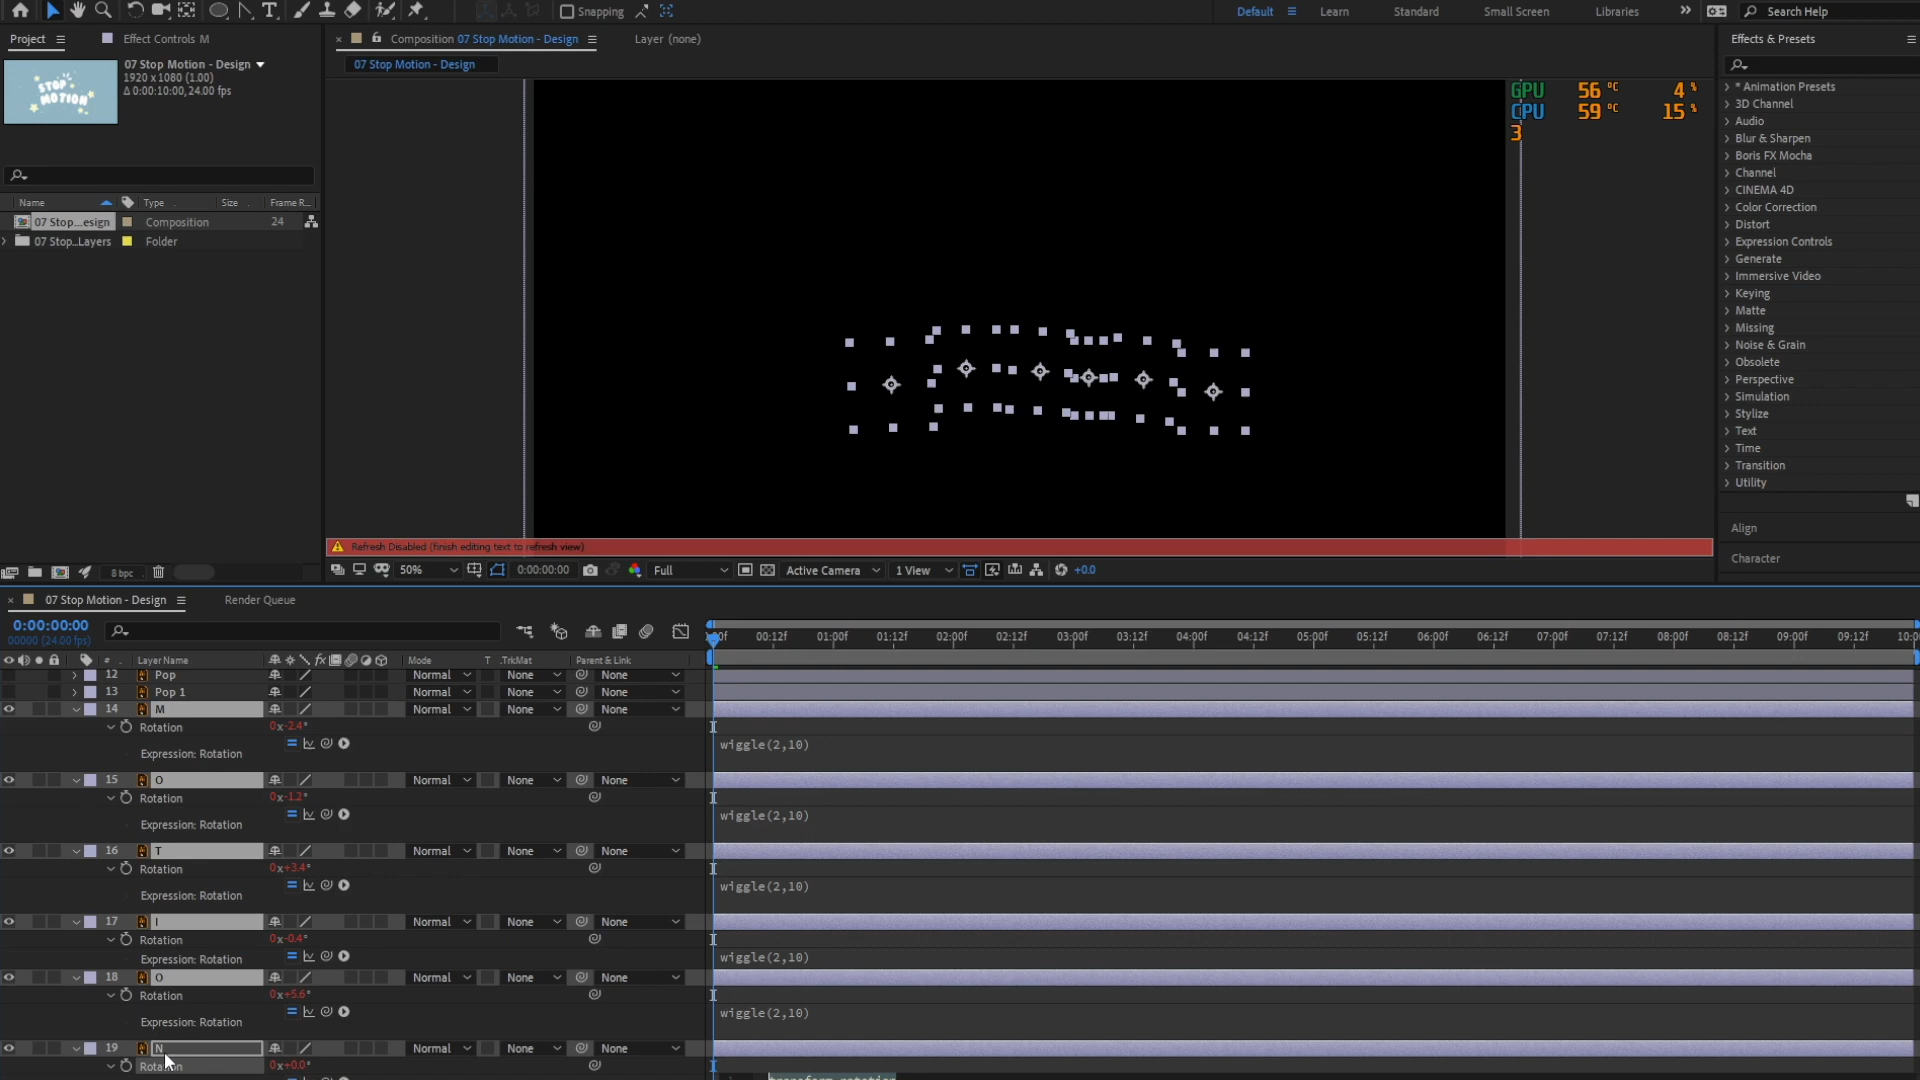 Snapping
Default
Learn
Standard
Small Screen
Libraries
Search Help
Project
Effect Controls M
Composition 07 Stop Motion - Design
Layer (none)
Effects & Presets
07 Stop Motion - Design
1920 x 1080 (1.00)
Δ 0:00:10:00, 24.00 fps
STOP
MOTION
07 Stop Motion - Design
GPU 56 °C 4 %
CPU 59 °C 15 %
3
* Animation Presets
3D Channel
Audio
Blur & Sharpen
Boris FX Mocha
Channel
CINEMA 4D
Color Correction
Distort
Expression Controls
Generate
Immersive Video
Keying
Matte
Missing
Noise & Grain
Obsolete
Perspective
Simulation
Stylize
Text
Time
Transition
Utility
Align
Character
Name Type Size Frame R...
07 Stop...esign Composition 24
07 Stop...Layers Folder
Refresh Disabled (finish editing text to refresh view)
8 bpc
50% 0:00:00:00 Full Active Camera 1 View +0.0
07 Stop Motion - Design
Render Queue
0:00:00:00
00000 (24.00 fps)
00:12f 01:00f 01:12f 02:00f 02:12f 03:00f 03:12f 04:00f 04:12f 05:00f 05:12f 06:00f 06:12f 07:00f 07:12f 08:00f 08:12f 09:00f 09:12f
# Layer Name fx Mode T .TrkMat Parent & Link
12 Pop Normal None None
13 Pop 1 Normal None None
14 M Normal None None
Rotation 0x-2.4°
Expression: Rotation wiggle(2,10)
15 O Normal None None
Rotation 0x-1.2°
Expression: Rotation wiggle(2,10)
16 T Normal None None
Rotation 0x+3.4°
Expression: Rotation wiggle(2,10)
17 I Normal None None
Rotation 0x-0.4°
Expression: Rotation wiggle(2,10)
18 O Normal None None
Rotation 0x+5.6°
Expression: Rotation wiggle(2,10)
19 N Normal None None
0x+0.0°